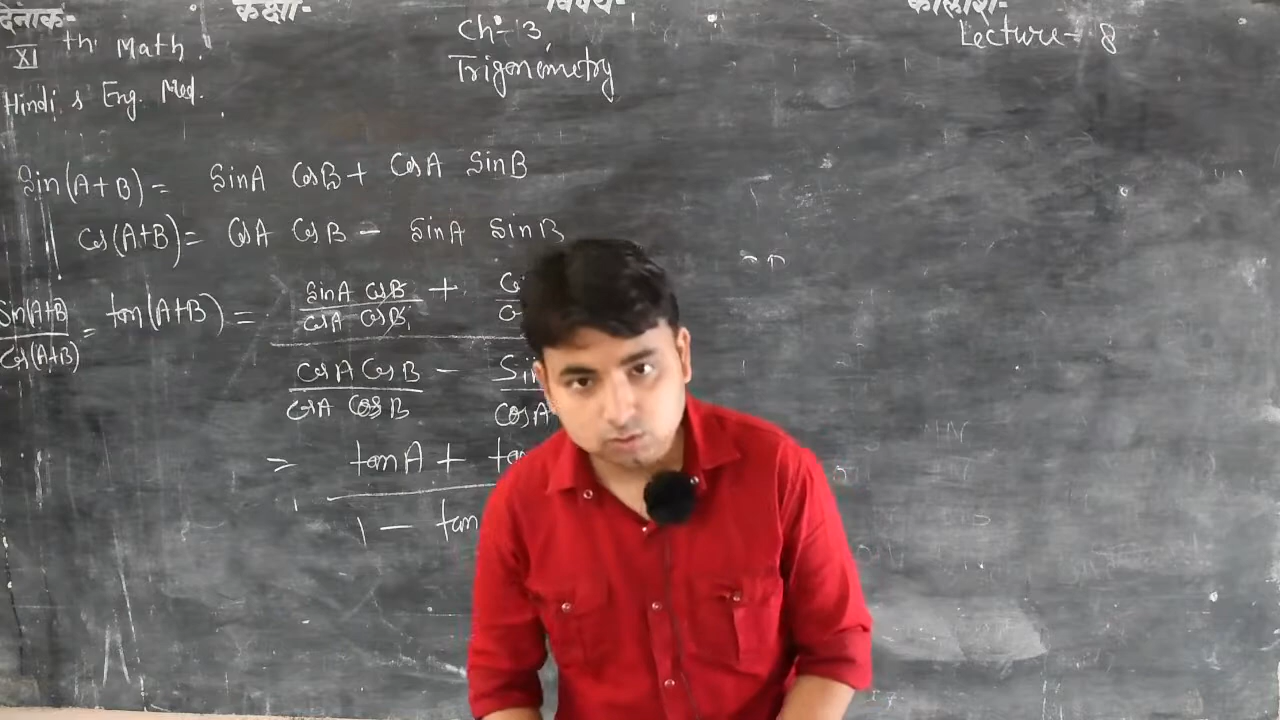 दिनांक- कक्षा- विषय- कालांश-
XI th Math. Ch-3, Lecture-8
Trigonometry
Hindi & Eng. Med.
Sin(A+B)= SinA CosB + CosA SinB
Cos(A+B)= CosA CosB - SinA SinB
Sin(A+B)/Cos(A+B) = tan(A+B) = SinA CosB/CosA CosB +
CosA CosB/CosA CosB - Sin/CosA
= tanA + tan
1 - tan